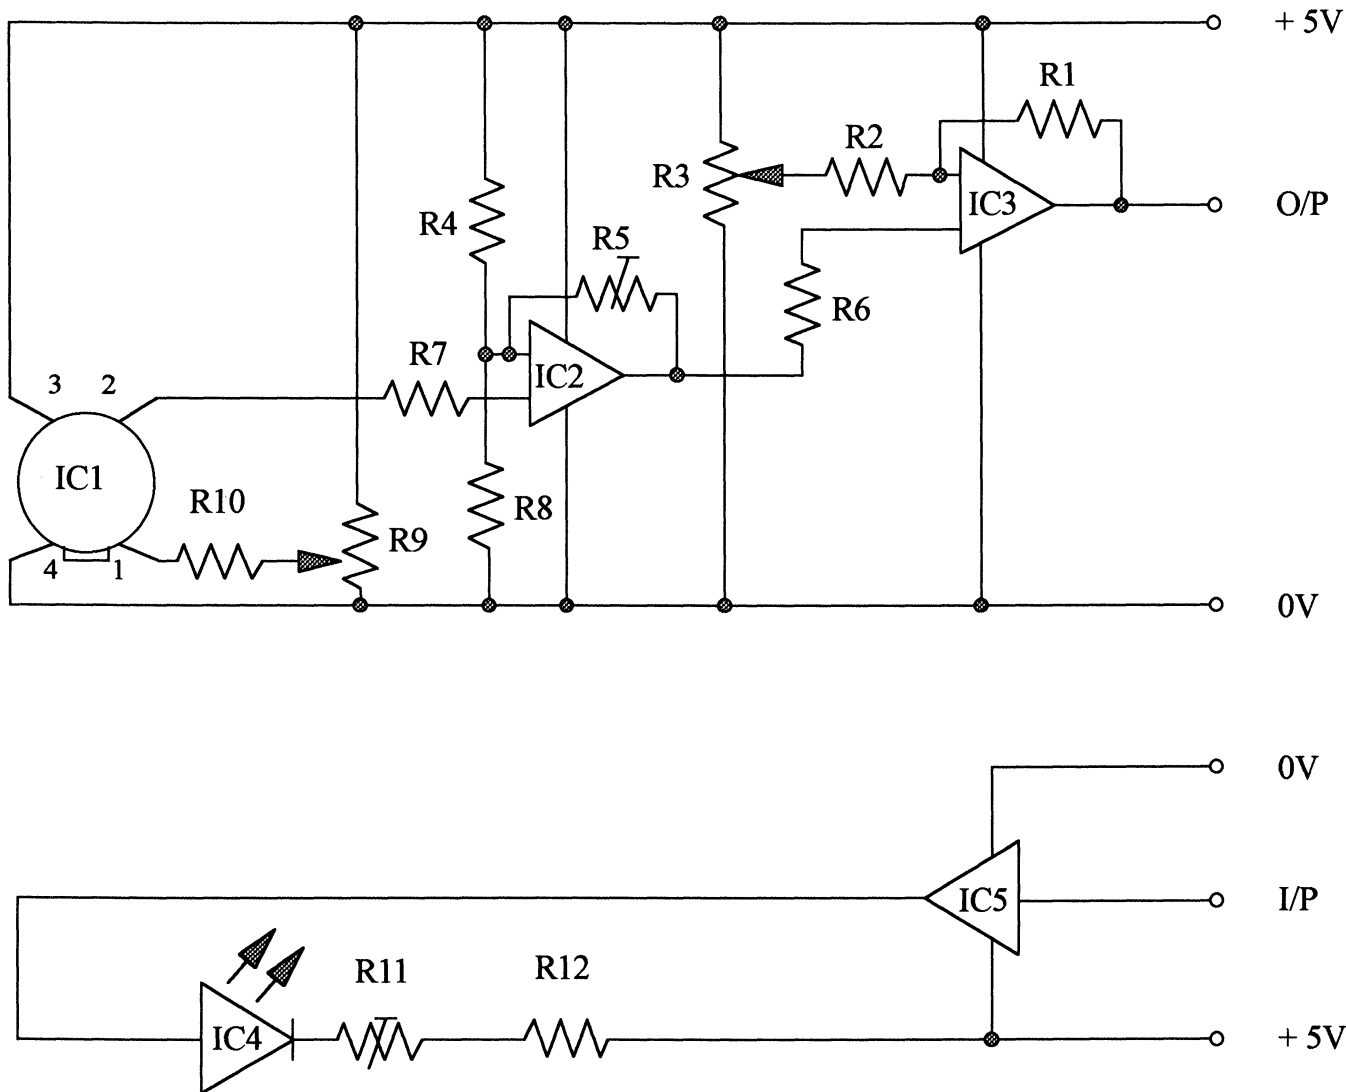 + 5V
R1
R2
R3
IC3
O/P
R4
R5
R6
R7
IC2
3 2
IC1
R10
R8
R9
4 1
0V
0V
IC5
I/P
R11
R12
IC4
+ 5V